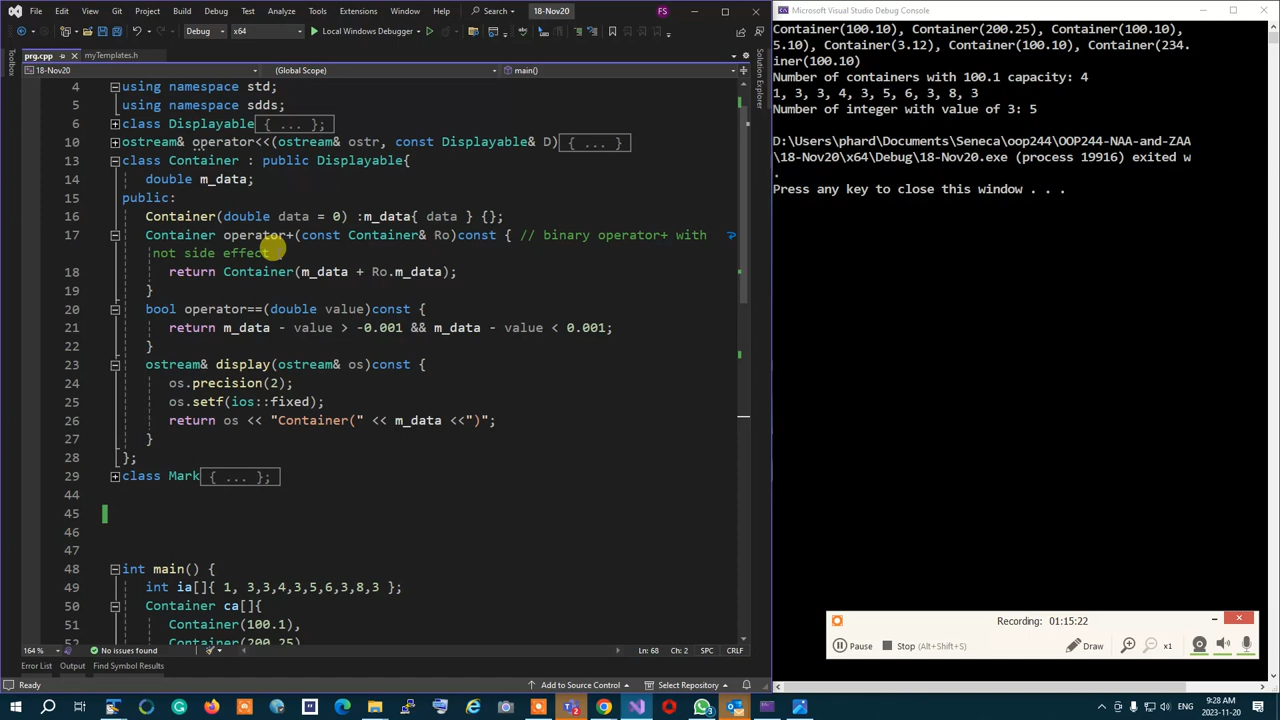 File Edit View Git Project Build Debug Test Analyze Tools Extensions Window Help Search 18-Nov20 FS
Debug x64 Local Windows Debugger
prg.cpp myTemplates.h
18-Nov20 (Global Scope) main()
4 using namespace std;
5 using namespace sdds;
6 class Displayable { ... };
10 ostream& operator<<(ostream& ostr, const Displayable& D) { ... }
13 class Container : public Displayable{
14 double m_data;
15 public:
16 Container(double data = 0) :m_data{ data } {};
17 Container operator+(const Container& Ro)const { // binary operator+ with
not side effect
18 return Container(m_data + Ro.m_data);
19 }
20 bool operator==(double value)const {
21 return m_data - value > -0.001 && m_data - value < 0.001;
22 }
23 ostream& display(ostream& os)const {
24 os.precision(2);
25 os.setf(ios::fixed);
26 return os << "Container(" << m_data <<")";
27 }
28 };
29 class Mark { ... };
44
45
46
47
48 int main() {
49 int ia[]{ 1, 3,3,4,3,5,6,3,8,3 };
50 Container ca[]{
51 Container(100.1),
52 Container(200.25)
164 % No issues found Ln: 68 Ch: 2 SPC CRLF
Error List Output Find Symbol Results
Ready Add to Source Control Select Repository
Toolbox
Solution Explorer
Microsoft Visual Studio Debug Console
Container(100.10), Container(200.25), Container(100.10),
5.10), Container(3.12), Container(100.10), Container(234.
iner(100.10)
Number of containers with 100.1 capacity: 4
1, 3, 3, 4, 3, 5, 6, 3, 8, 3
Number of integer with value of 3: 5
D:\Users\phard\Documents\Seneca\oop244\OOP244-NAA-and-ZAA
\18-Nov20\x64\Debug\18-Nov20.exe (process 19916) exited w
.
Press any key to close this window . . .
Recording: 01:15:22
Pause Stop (Alt+Shift+S) Draw x1
ENG 9:28 AM
2023-11-20